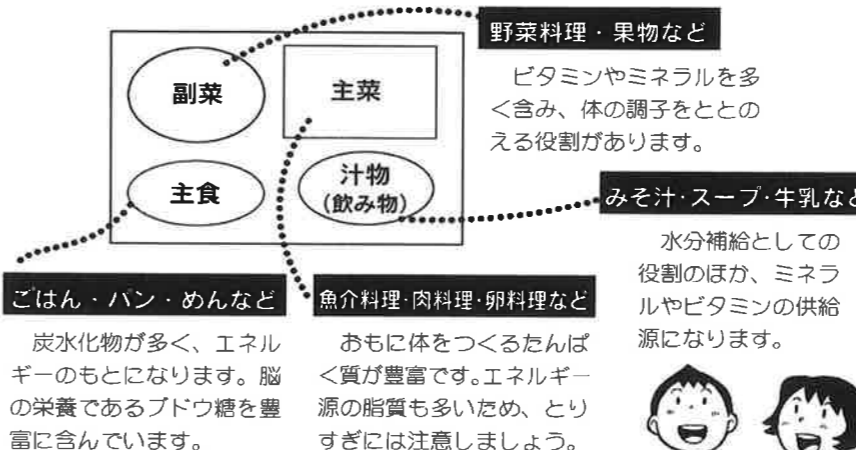 野菜料理・果物など
ビタミンやミネラルを多
く含み、体の調子をととの
える役割があります。
副菜
主菜
主食
汁物
(飲み物)
みそ汁・スープ・牛乳など
水分補給としての
役割のほか、ミネラ
ルやビタミンの供給
源になります。
ごはん・パン・めんなど
炭水化物が多く、エネル
ギーのもとになります。脳
の栄養であるブドウ糖を豊
富に含んでいます。
魚介料理・肉料理・卵料理など
おもに体をつくるたんぱ
く質が豊富です。エネルギー
源の脂質も多いため、とり
すぎには注意しましょう。